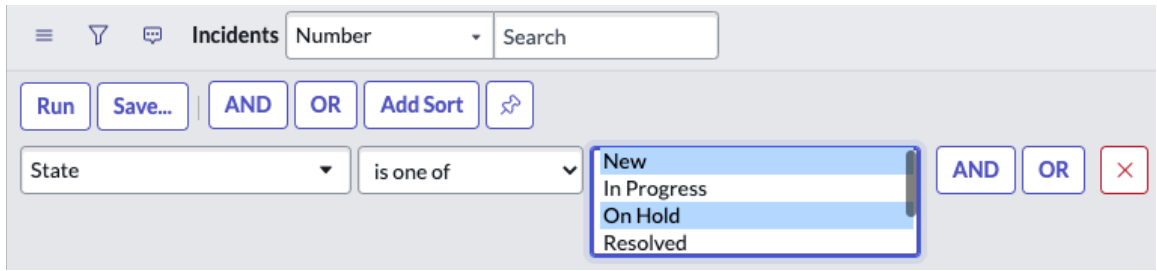 Incidents Number Search
Run Save... AND OR Add Sort
State is one of New AND OR
In Progress
On Hold
Resolved